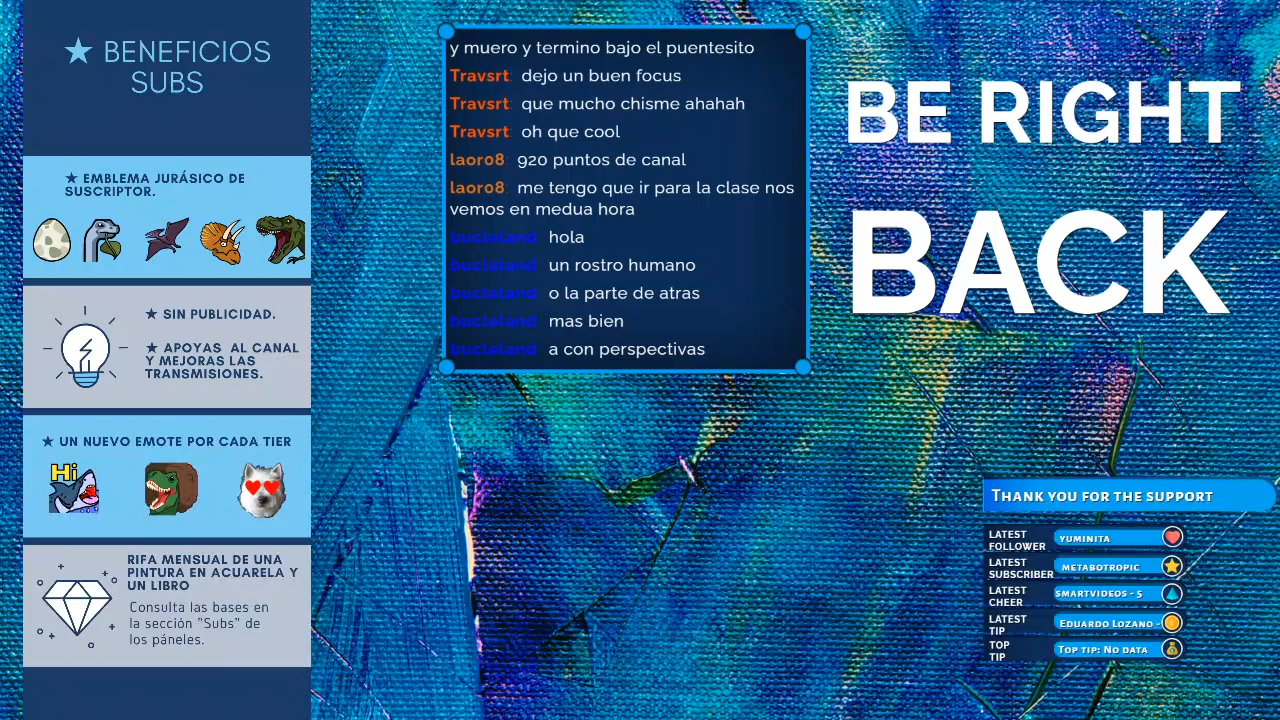 ★ BENEFICIOS
SUBS
★ EMBLEMA JURÁSICO DE
SUSCRIPTOR.
★ SIN PUBLICIDAD.
★ APOYAS AL CANAL
Y MEJORAS LAS
TRANSMISIONES.
★ UN NUEVO EMOTE POR CADA TIER
Hi
RIFA MENSUAL DE UNA
PINTURA EN ACUARELA Y
UN LIBRO
Consulta las bases en
la sección "Subs" de
los páneles.
y muero y termino bajo el puentesito
Travsrt: dejo un buen focus
Travsrt: que mucho chisme ahahah
Travsrt: oh que cool
laoro8: 920 puntos de canal
laoro8: me tengo que ir para la clase nos
vemos en medua hora
bucleland: hola
bucleland: un rostro humano
bucleland: o la parte de atras
bucleland: mas bien
bucleland: a con perspectivas
BE RIGHT
BACK
THANK YOU FOR THE SUPPORT
LATEST
FOLLOWER
YUMINITA
LATEST
SUBSCRIBER
METABOTROPIC
LATEST
CHEER
SMARTVIDEOS - 5
LATEST
TIP
EDUARDO LOZANO -
TOP
TIP
TOP TIP: NO DATA